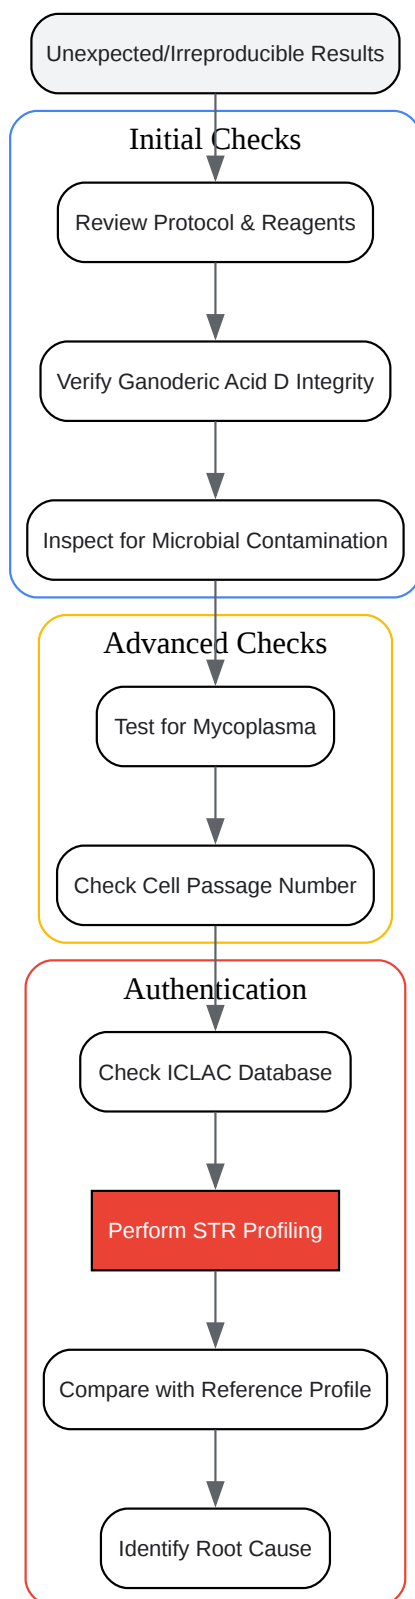 Unexpected/Irreproducible Results
Initial Checks
Review Protocol & Reagents
Verify Ganoderic Acid D Integrity
Inspect for Microbial Contamination
Advanced Checks
Test for Mycoplasma
Check Cell Passage Number
Authentication
Check ICLAC Database
Perform STR Profiling
Compare with Reference Profile
Identify Root Cause